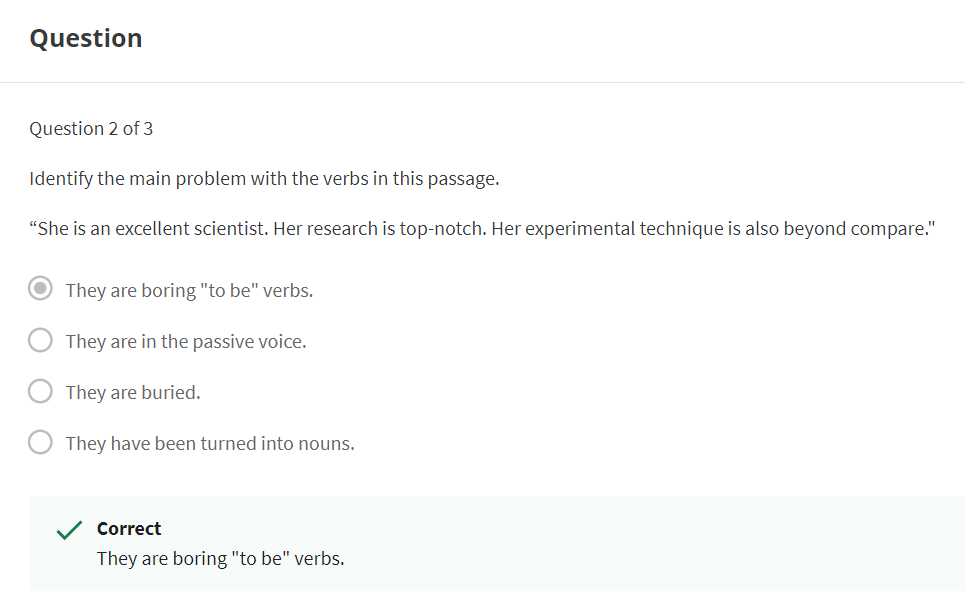 Question
Question 2 of 3
Identify the main problem with the verbs in this passage.
“She is an excellent scientist. Her research is top-notch. Her experimental technique is also beyond compare."
They are boring "to be" verbs.
They are in the passive voice.
They are buried.
They have been turned into nouns.
Correct
They are boring "to be" verbs.